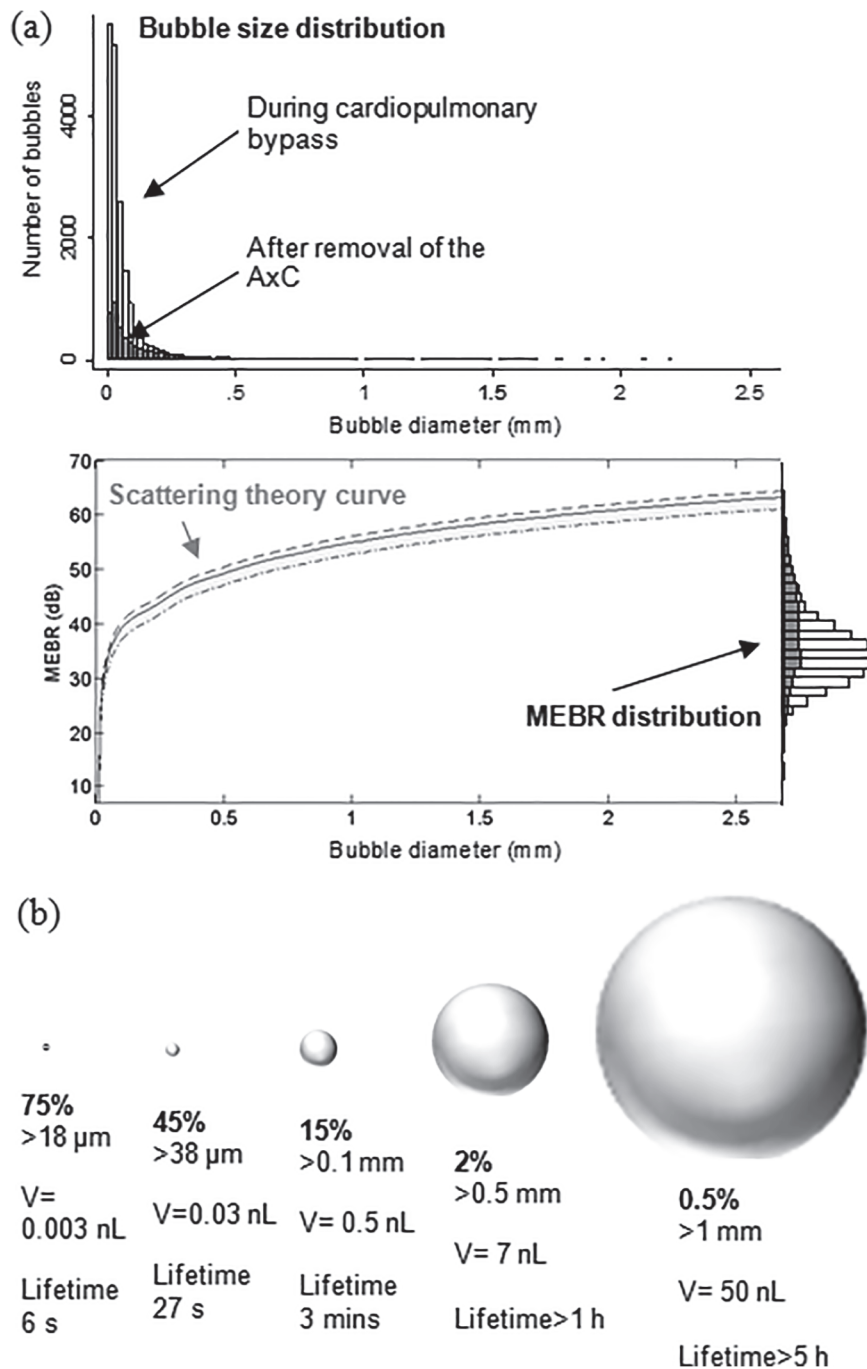 (a)
Bubble size distribution
Number of bubbles
4000
2000
0
During cardiopulmonary
bypass
After removal of the
AxC
0
.5
1
1.5
2
2.5
Bubble diameter (mm)
70
60
50
40
30
20
10
MEBR (dB)
Scattering theory curve
MEBR distribution
0
0.5
1
1.5
2
2.5
Bubble diameter (mm)
(b)
75%
>18 µm
V=
0.003 nL
Lifetime
6 s
45%
>38 µm
V=0.03 nL
Lifetime
27 s
15%
>0.1 mm
V= 0.5 nL
Lifetime
3 mins
2%
>0.5 mm
V= 7 nL
Lifetime>1 h
0.5%
>1 mm
V= 50 nL
Lifetime>5 h